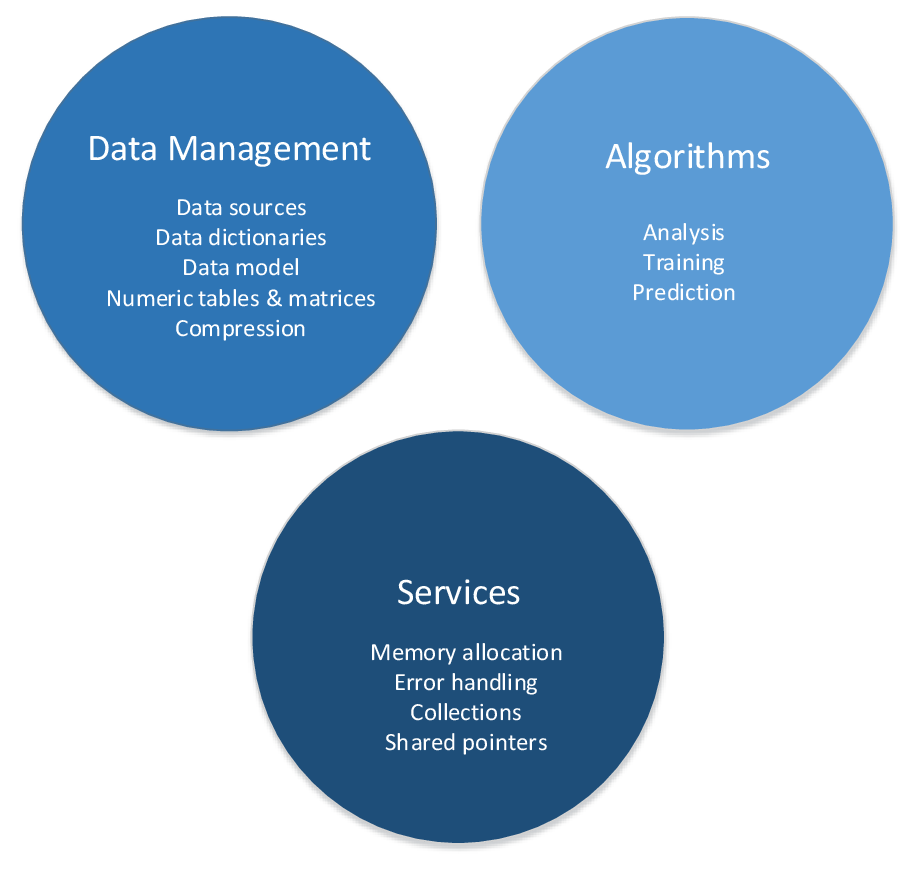 Data Management
Data sources
Data dictionaries
Data model
Numeric tables & matrices
Compression
Algorithms
Analysis
Training
Prediction
Services
Memory allocation
Error handling
Collections
Shared pointers